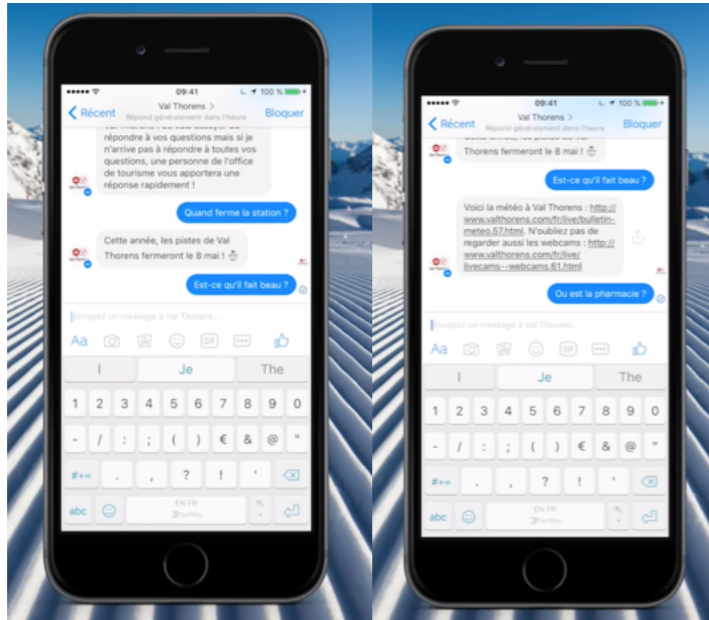 09:41
100 %
Récent
Val Thorens >
Répond généralement dans l'heure
Bloquer
répondre à vos questions mais si je
n'arrive pas à répondre à toutes vos
questions, une personne de l'office
de tourisme vous apportera une
réponse rapidement !
Quand ferme la station ?
Cette année, les pistes de Val
Thorens fermeront le 8 mai !
Est-ce qu'il fait beau ?
Envoyez un message à Val Thorens...
Aa
GIF
I
Je
The
1 2 3 4 5 6 7 8 9 0
- / : ; ( ) € & @ "
#+= . , ? ! '
abc
EN FR
09:41
100 %
Récent
Val Thorens >
Répond généralement dans l'heure
Bloquer
Thorens fermeront le 8 mai !
Est-ce qu'il fait beau ?
Voici la météo à Val Thorens : http://
www.valthorens.com/fr/live/bulletin-
meteo.57.html. N'oubliez pas de
regarder aussi les webcams : http://
www.valthorens.com/fr/live/
livecams--webcams.61.html
Ou est la pharmacie ?
Envoyez un message à Val Thorens...
Aa
GIF
I
Je
The
1 2 3 4 5 6 7 8 9 0
- / : ; ( ) € & @ "
#+= . , ? ! '
abc
EN FR